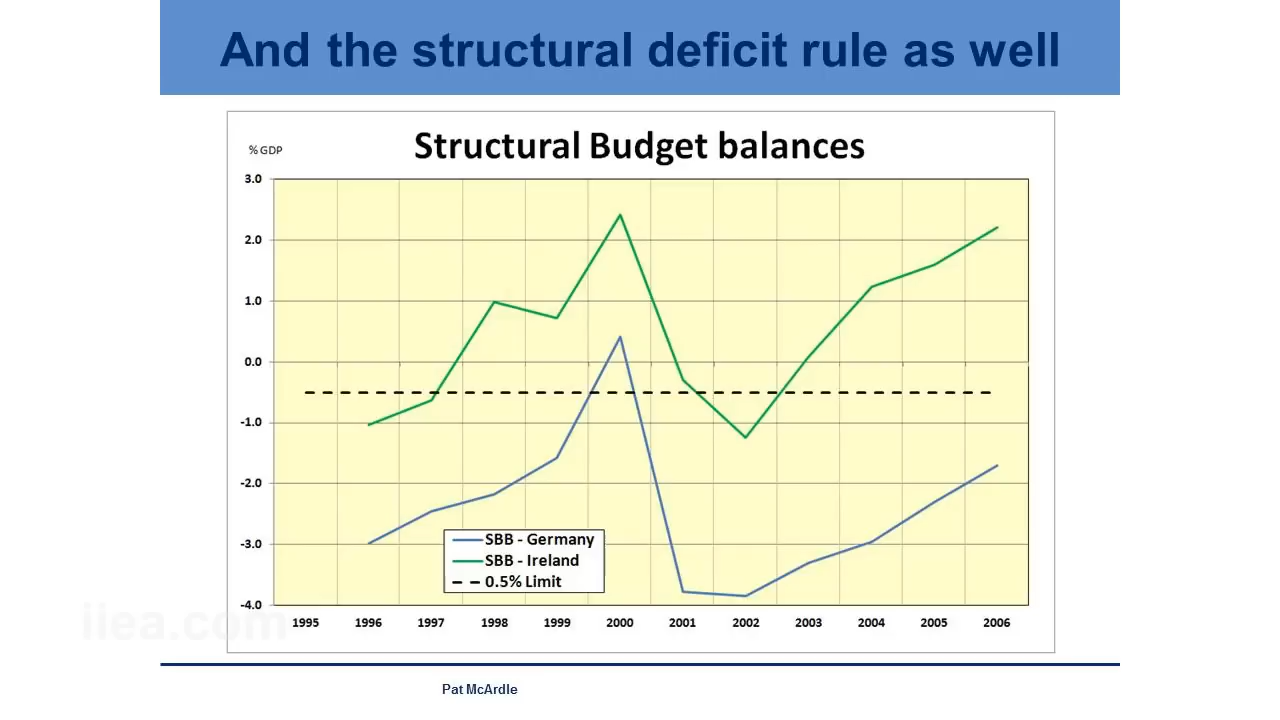 And the structural deficit rule as well
Structural Budget balances
% GDP
3.0
2.0
1.0
0.0
-1.0
-2.0
-3.0
-4.0
SBB - Germany
SBB - Ireland
0.5% Limit
1995 1996 1997 1998 1999 2000 2001 2002 2003 2004 2005 2006
iiea.com
Pat McArdle